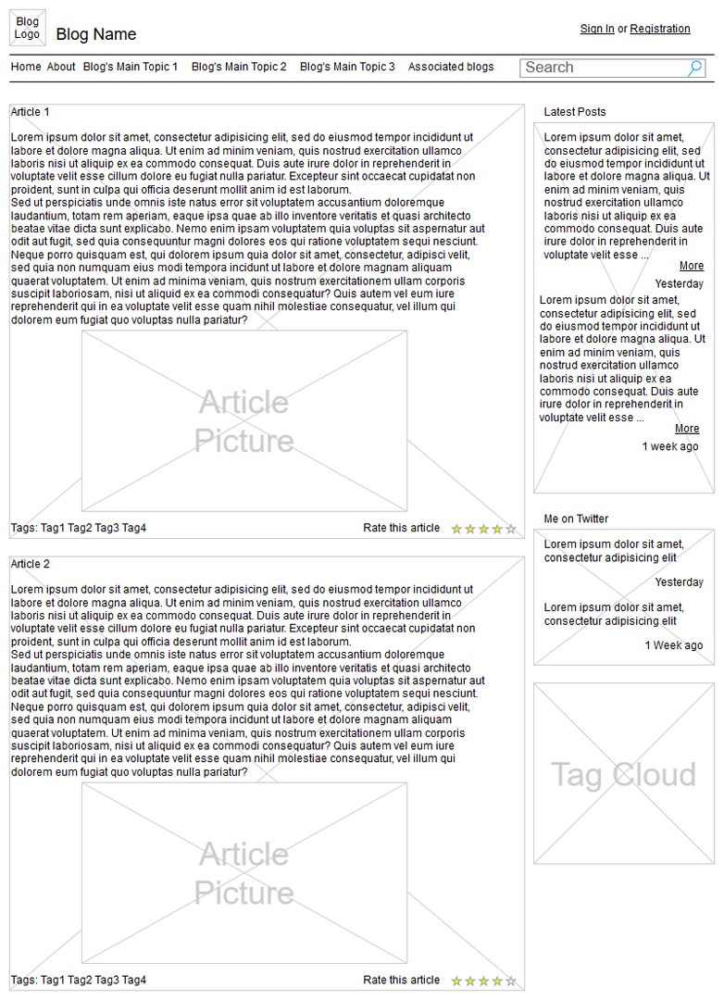 Blog
Logo
Blog Name
Sign In or Registration
Home About Blog's Main Topic 1 Blog's Main Topic 2 Blog's Main Topic 3 Associated blogs
Search
Article 1
Lorem ipsum dolor sit amet, consectetur adipisicing elit, sed do eiusmod tempor incididunt ut
labore et dolore magna aliqua. Ut enim ad minim veniam, quis nostrud exercitation ullamco
laboris nisi ut aliquip ex ea commodo consequat. Duis aute irure dolor in reprehenderit in
voluptate velit esse cillum dolore eu fugiat nulla pariatur. Excepteur sint occaecat cupidatat non
proident, sunt in culpa qui officia deserunt mollit anim id est laborum.
Sed ut perspiciatis unde omnis iste natus error sit voluptatem accusantium doloremque
laudantium, totam rem aperiam, eaque ipsa quae ab illo inventore veritatis et quasi architecto
beatae vitae dicta sunt explicabo. Nemo enim ipsam voluptatem quia voluptas sit aspernatur aut
odit aut fugit, sed quia consequuntur magni dolores eos qui ratione voluptatem sequi nesciunt.
Neque porro quisquam est, qui dolorem ipsum quia dolor sit amet, consectetur, adipisci velit,
sed quia non numquam eius modi tempora incidunt ut labore et dolore magnam aliquam
quaerat voluptatem. Ut enim ad minima veniam, quis nostrum exercitationem ullam corporis
suscipit laboriosam, nisi ut aliquid ex ea commodi consequatur? Quis autem vel eum iure
reprehenderit qui in ea voluptate velit esse quam nihil molestiae consequatur, vel illum qui
dolorem eum fugiat quo voluptas nulla pariatur?
Article
Picture
Tags: Tag1 Tag2 Tag3 Tag4
Rate this article
Article 2
Lorem ipsum dolor sit amet, consectetur adipisicing elit, sed do eiusmod tempor incididunt ut
labore et dolore magna aliqua. Ut enim ad minim veniam, quis nostrud exercitation ullamco
laboris nisi ut aliquip ex ea commodo consequat. Duis aute irure dolor in reprehenderit in
voluptate velit esse cillum dolore eu fugiat nulla pariatur. Excepteur sint occaecat cupidatat non
proident, sunt in culpa qui officia deserunt mollit anim id est laborum.
Sed ut perspiciatis unde omnis iste natus error sit voluptatem accusantium doloremque
laudantium, totam rem aperiam, eaque ipsa quae ab illo inventore veritatis et quasi architecto
beatae vitae dicta sunt explicabo. Nemo enim ipsam voluptatem quia voluptas sit aspernatur aut
odit aut fugit, sed quia consequuntur magni dolores eos qui ratione voluptatem sequi nesciunt.
Neque porro quisquam est, qui dolorem ipsum quia dolor sit amet, consectetur, adipisci velit,
sed quia non numquam eius modi tempora incidunt ut labore et dolore magnam aliquam
quaerat voluptatem. Ut enim ad minima veniam, quis nostrum exercitationem ullam corporis
suscipit laboriosam, nisi ut aliquid ex ea commodi consequatur? Quis autem vel eum iure
reprehenderit qui in ea voluptate velit esse quam nihil molestiae consequatur, vel illum qui
dolorem eum fugiat quo voluptas nulla pariatur?
Article
Picture
Tags: Tag1 Tag2 Tag3 Tag4
Rate this article
Latest Posts
Lorem ipsum dolor sit amet,
consectetur adipisicing elit, sed
do eiusmod tempor incididunt ut
labore et dolore magna aliqua. Ut
enim ad minim veniam, quis
nostrud exercitation ullamco
laboris nisi ut aliquip ex ea
commodo consequat. Duis aute
irure dolor in reprehenderit in
voluptate velit esse ...
More
Yesterday
Lorem ipsum dolor sit amet,
consectetur adipisicing elit, sed
do eiusmod tempor incididunt ut
labore et dolore magna aliqua. Ut
enim ad minim veniam, quis
nostrud exercitation ullamco
laboris nisi ut aliquip ex ea
commodo consequat. Duis aute
irure dolor in reprehenderit in
voluptate velit esse ...
More
1 week ago
Me on Twitter
Lorem ipsum dolor sit amet,
consectetur adipisicing elit
Yesterday
Lorem ipsum dolor sit amet,
consectetur adipisicing elit
1 Week ago
Tag Cloud